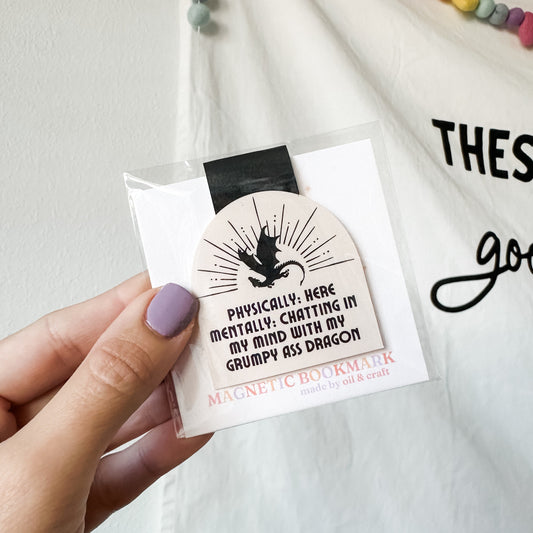 THES
goo
PHYSICALLY: HERE
MENTALLY: CHATTING IN
MY MIND WITH MY
GRUMPY ASS DRAGON
MAGNETIC BOOKMARK
made by oil & craft